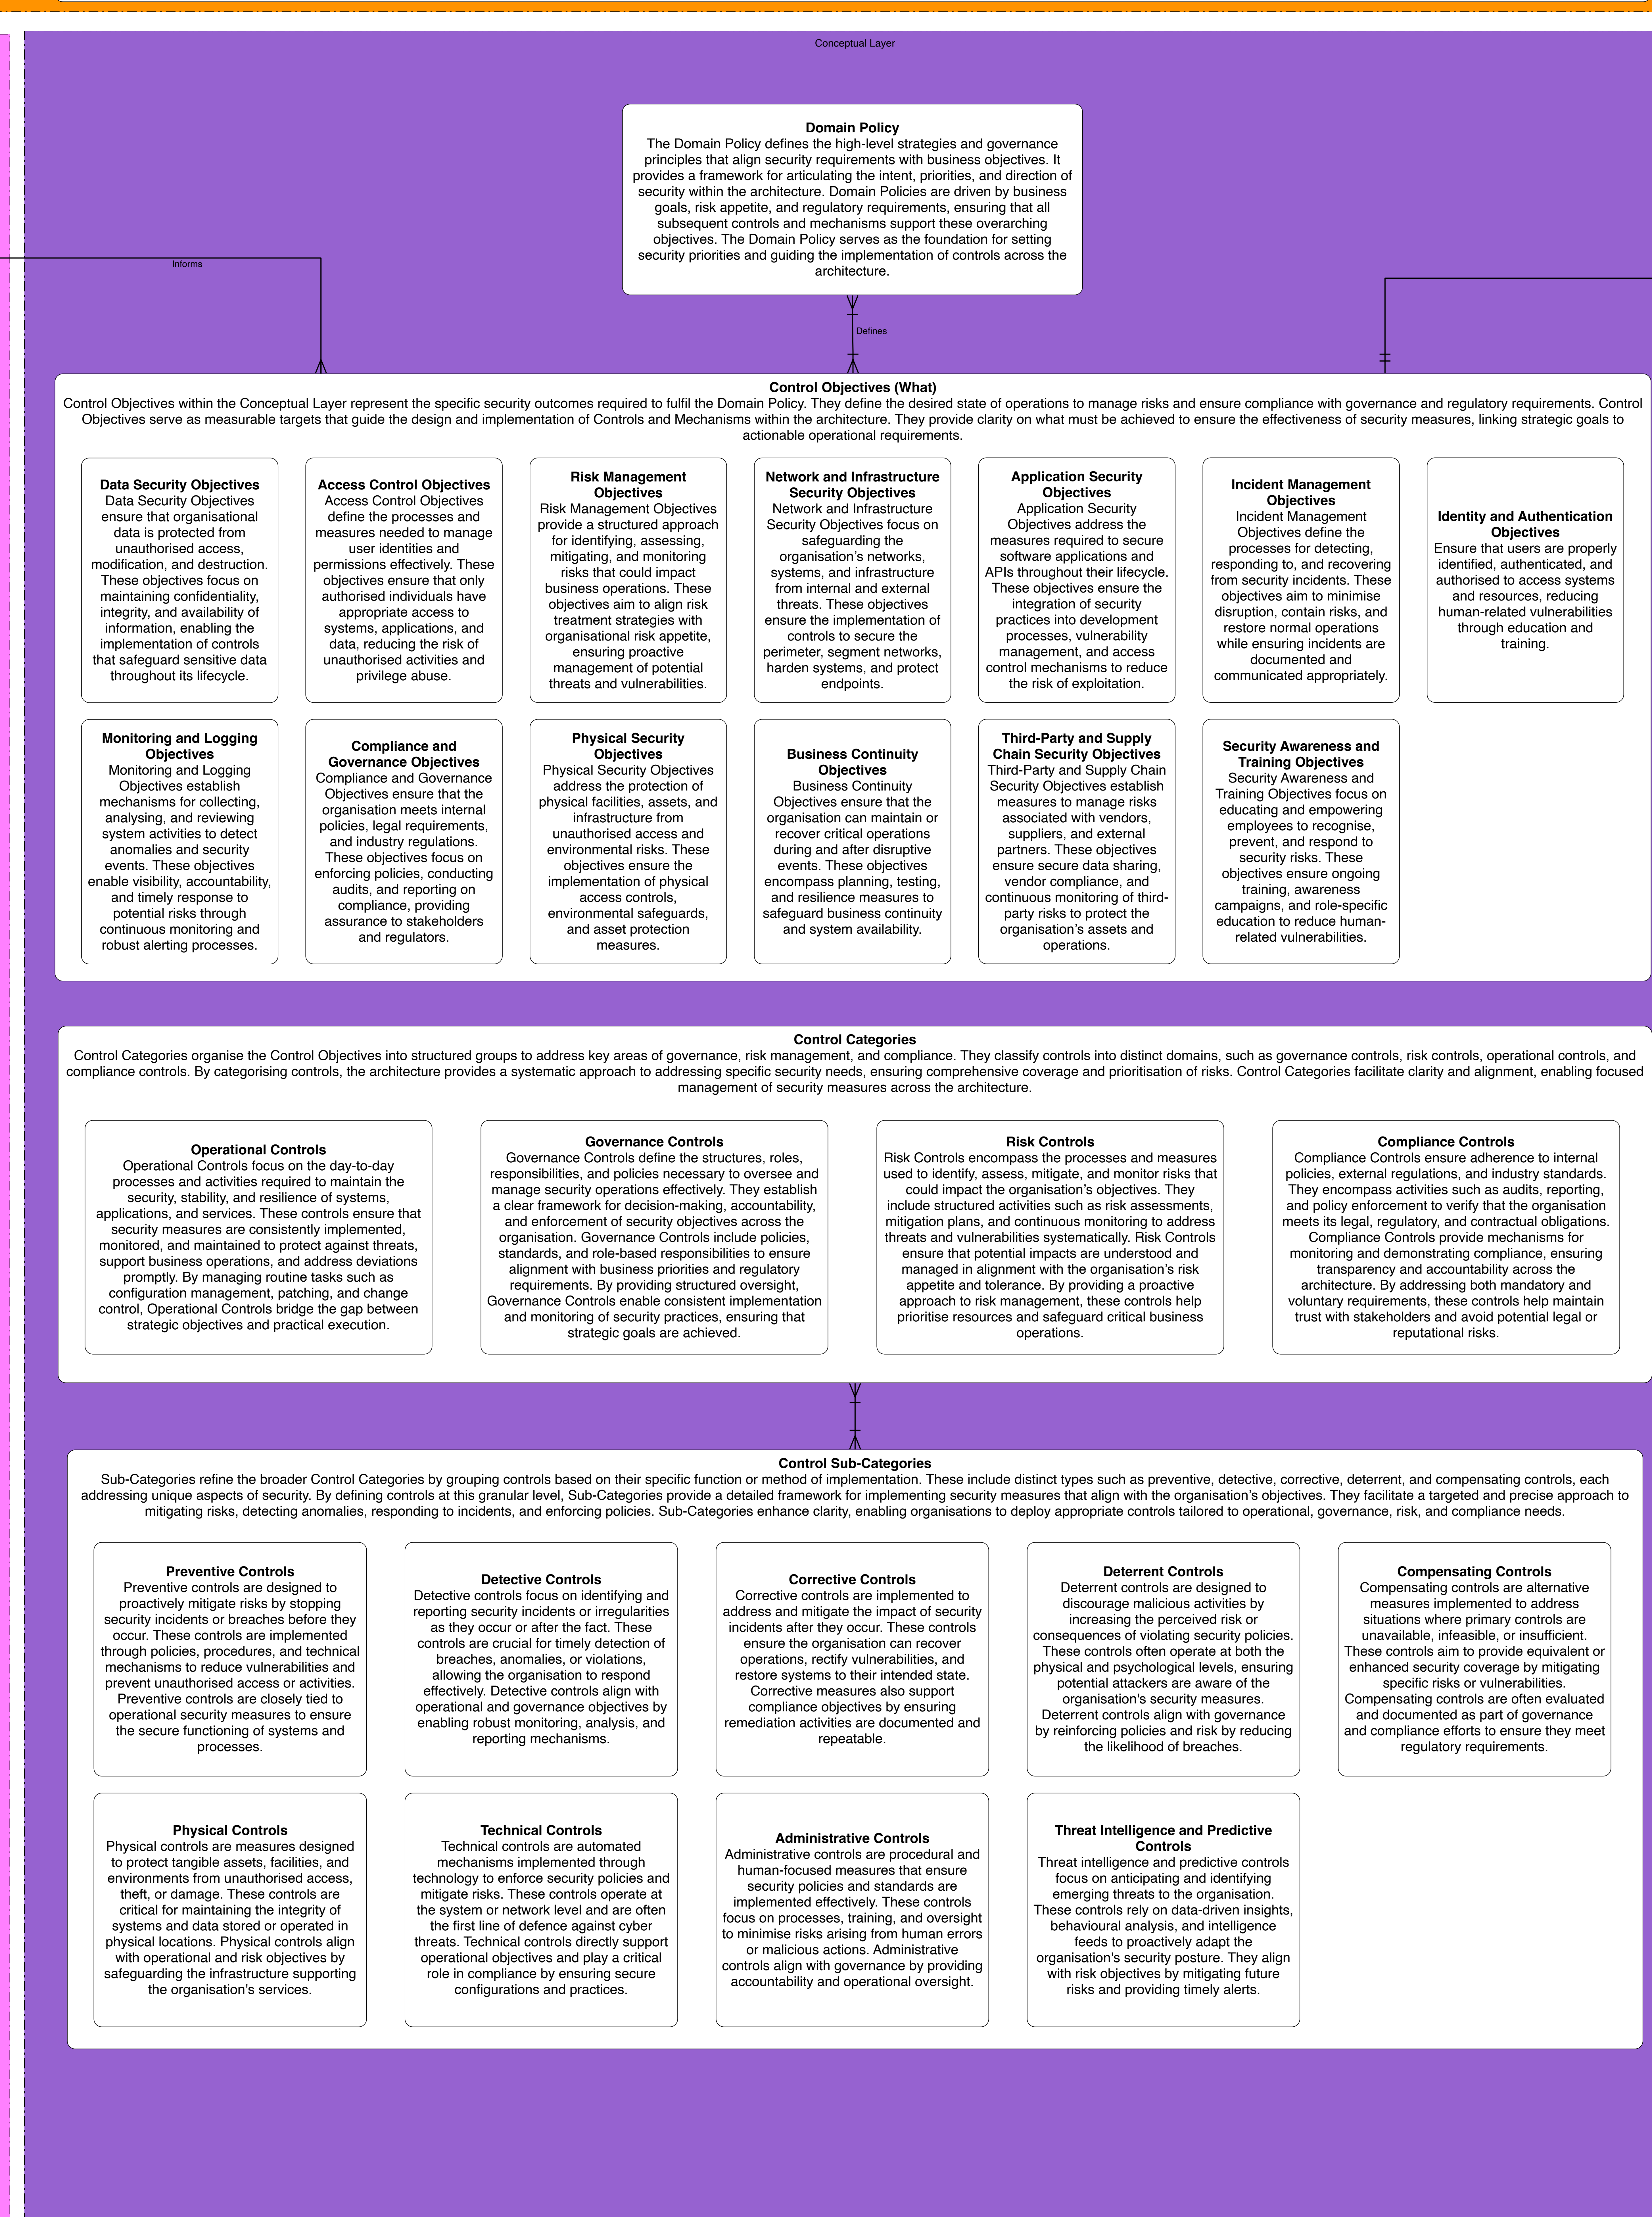 Conceptual Layer
Domain Policy
The Domain Policy defines the high-level strategies and governance
principles that align security requirements with business objectives. It
provides a framework for articulating the intent, priorities, and direction of
security within the architecture. Domain Policies are driven by business
goals, risk appetite, and regulatory requirements, ensuring that all
subsequent controls and mechanisms support these overarching
objectives. The Domain Policy serves as the foundation for setting
security priorities and guiding the implementation of controls across the
architecture.
Informs
Defines
Control Objectives (What)
Control Objectives within the Conceptual Layer represent the specific security outcomes required to fulfil the Domain Policy. They define the desired state of operations to manage risks and ensure compliance with governance and regulatory requirements. Control
Objectives serve as measurable targets that guide the design and implementation of Controls and Mechanisms within the architecture. They provide clarity on what must be achieved to ensure the effectiveness of security measures, linking strategic goals to
actionable operational requirements.
Data Security Objectives
Data Security Objectives
ensure that organisational
data is protected from
unauthorised access,
modification, and destruction.
These objectives focus on
maintaining confidentiality,
integrity, and availability of
information, enabling the
implementation of controls
that safeguard sensitive data
throughout its lifecycle.
Access Control Objectives
Access Control Objectives
define the processes and
measures needed to manage
user identities and
permissions effectively. These
objectives ensure that only
authorised individuals have
appropriate access to
systems, applications, and
data, reducing the risk of
unauthorised activities and
privilege abuse.
Risk Management
Objectives
Risk Management Objectives
provide a structured approach
for identifying, assessing,
mitigating, and monitoring
risks that could impact
business operations. These
objectives aim to align risk
treatment strategies with
organisational risk appetite,
ensuring proactive
management of potential
threats and vulnerabilities.
Network and Infrastructure
Security Objectives
Network and Infrastructure
Security Objectives focus on
safeguarding the
organisation's networks,
systems, and infrastructure
from internal and external
threats. These objectives
ensure the implementation of
controls to secure the
perimeter, segment networks,
harden systems, and protect
endpoints.
Application Security
Objectives
Application Security
Objectives address the
measures required to secure
software applications and
APIs throughout their lifecycle.
These objectives ensure the
integration of security
practices into development
processes, vulnerability
management, and access
control mechanisms to reduce
the risk of exploitation.
Incident Management
Objectives
Incident Management
Objectives define the
processes for detecting,
responding to, and recovering
from security incidents. These
objectives aim to minimise
disruption, contain risks, and
restore normal operations
while ensuring incidents are
documented and
communicated appropriately.
Identity and Authentication
Objectives
Ensure that users are properly
identified, authenticated, and
authorised to access systems
and resources, reducing
human-related vulnerabilities
through education and
training.
Monitoring and Logging
Objectives
Monitoring and Logging
Objectives establish
mechanisms for collecting,
analysing, and reviewing
system activities to detect
anomalies and security
events. These objectives
enable visibility, accountability,
and timely response to
potential risks through
continuous monitoring and
robust alerting processes.
Compliance and
Governance Objectives
Compliance and Governance
Objectives ensure that the
organisation meets internal
policies, legal requirements,
and industry regulations.
These objectives focus on
enforcing policies, conducting
audits, and reporting on
compliance, providing
assurance to stakeholders
and regulators.
Physical Security
Objectives
Physical Security Objectives
address the protection of
physical facilities, assets, and
infrastructure from
unauthorised access and
environmental risks. These
objectives ensure the
implementation of physical
access controls,
environmental safeguards,
and asset protection
measures.
Business Continuity
Objectives
Business Continuity
Objectives ensure that the
organisation can maintain or
recover critical operations
during and after disruptive
events. These objectives
encompass planning, testing,
and resilience measures to
safeguard business continuity
and system availability.
Third-Party and Supply
Chain Security Objectives
Third-Party and Supply Chain
Security Objectives establish
measures to manage risks
associated with vendors,
suppliers, and external
partners. These objectives
ensure secure data sharing,
vendor compliance, and
continuous monitoring of third-
party risks to protect the
organisation's assets and
operations.
Security Awareness and
Training Objectives
Security Awareness and
Training Objectives focus on
educating and empowering
employees to recognise,
prevent, and respond to
security risks. These
objectives ensure ongoing
training, awareness
campaigns, and role-specific
education to reduce human-
related vulnerabilities.
Control Categories
Control Categories organise the Control Objectives into structured groups to address key areas of governance, risk management, and compliance. They classify controls into distinct domains, such as governance controls, risk controls, operational controls, and
compliance controls. By categorising controls, the architecture provides a systematic approach to addressing specific security needs, ensuring comprehensive coverage and prioritisation of risks. Control Categories facilitate clarity and alignment, enabling focused
management of security measures across the architecture.
Operational Controls
Operational Controls focus on the day-to-day
processes and activities required to maintain the
security, stability, and resilience of systems,
applications, and services. These controls ensure that
security measures are consistently implemented,
monitored, and maintained to protect against threats,
support business operations, and address deviations
promptly. By managing routine tasks such as
configuration management, patching, and change
control, Operational Controls bridge the gap between
strategic objectives and practical execution.
Governance Controls
Governance Controls define the structures, roles,
responsibilities, and policies necessary to oversee and
manage security operations effectively. They establish
a clear framework for decision-making, accountability,
and enforcement of security objectives across the
organisation. Governance Controls include policies,
standards, and role-based responsibilities to ensure
alignment with business priorities and regulatory
requirements. By providing structured oversight,
Governance Controls enable consistent implementation
and monitoring of security practices, ensuring that
strategic goals are achieved.
Risk Controls
Risk Controls encompass the processes and measures
used to identify, assess, mitigate, and monitor risks that
could impact the organisation's objectives. They
include structured activities such as risk assessments,
mitigation plans, and continuous monitoring to address
threats and vulnerabilities systematically. Risk Controls
ensure that potential impacts are understood and
managed in alignment with the organisation's risk
appetite and tolerance. By providing a proactive
approach to risk management, these controls help
prioritise resources and safeguard critical business
operations.
Compliance Controls
Compliance Controls ensure adherence to internal
policies, external regulations, and industry standards.
They encompass activities such as audits, reporting,
and policy enforcement to verify that the organisation
meets its legal, regulatory, and contractual obligations.
Compliance Controls provide mechanisms for
monitoring and demonstrating compliance, ensuring
transparency and accountability across the
architecture. By addressing both mandatory and
voluntary requirements, these controls help maintain
trust with stakeholders and avoid potential legal or
reputational risks.
Control Sub-Categories
Sub-Categories refine the broader Control Categories by grouping controls based on their specific function or method of implementation. These include distinct types such as preventive, detective, corrective, deterrent, and compensating controls, each
addressing unique aspects of security. By defining controls at this granular level, Sub-Categories provide a detailed framework for implementing security measures that align with the organisation's objectives. They facilitate a targeted and precise approach to
mitigating risks, detecting anomalies, responding to incidents, and enforcing policies. Sub-Categories enhance clarity, enabling organisations to deploy appropriate controls tailored to operational, governance, risk, and compliance needs.
Preventive Controls
Preventive controls are designed to
proactively mitigate risks by stopping
security incidents or breaches before they
occur. These controls are implemented
through policies, procedures, and technical
mechanisms to reduce vulnerabilities and
prevent unauthorised access or activities.
Preventive controls are closely tied to
operational security measures to ensure
the secure functioning of systems and
processes.
Detective Controls
Detective controls focus on identifying and
reporting security incidents or irregularities
as they occur or after the fact. These
controls are crucial for timely detection of
breaches, anomalies, or violations,
allowing the organisation to respond
effectively. Detective controls align with
operational and governance objectives by
enabling robust monitoring, analysis, and
reporting mechanisms.
Corrective Controls
Corrective controls are implemented to
address and mitigate the impact of security
incidents after they occur. These controls
ensure the organisation can recover
operations, rectify vulnerabilities, and
restore systems to their intended state.
Corrective measures also support
compliance objectives by ensuring
remediation activities are documented and
repeatable.
Deterrent Controls
Deterrent controls are designed to
discourage malicious activities by
increasing the perceived risk or
consequences of violating security policies.
These controls often operate at both the
physical and psychological levels, ensuring
potential attackers are aware of the
organisation's security measures.
Deterrent controls align with governance
by reinforcing policies and risk by reducing
the likelihood of breaches.
Compensating Controls
Compensating controls are alternative
measures implemented to address
situations where primary controls are
unavailable, infeasible, or insufficient.
These controls aim to provide equivalent or
enhanced security coverage by mitigating
specific risks or vulnerabilities.
Compensating controls are often evaluated
and documented as part of governance
and compliance efforts to ensure they meet
regulatory requirements.
Physical Controls
Physical controls are measures designed
to protect tangible assets, facilities, and
environments from unauthorised access,
theft, or damage. These controls are
critical for maintaining the integrity of
systems and data stored or operated in
physical locations. Physical controls align
with operational and risk objectives by
safeguarding the infrastructure supporting
the organisation's services.
Technical Controls
Technical controls are automated
mechanisms implemented through
technology to enforce security policies and
mitigate risks. These controls operate at
the system or network level and are often
the first line of defence against cyber
threats. Technical controls directly support
operational objectives and play a critical
role in compliance by ensuring secure
configurations and practices.
Administrative Controls
Administrative controls are procedural and
human-focused measures that ensure
security policies and standards are
implemented effectively. These controls
focus on processes, training, and oversight
to minimise risks arising from human errors
or malicious actions. Administrative
controls align with governance by providing
accountability and operational oversight.
Threat Intelligence and Predictive
Controls
Threat intelligence and predictive controls
focus on anticipating and identifying
emerging threats to the organisation.
These controls rely on data-driven insights,
behavioural analysis, and intelligence
feeds to proactively adapt the
organisation's security posture. They align
with risk objectives by mitigating future
risks and providing timely alerts.